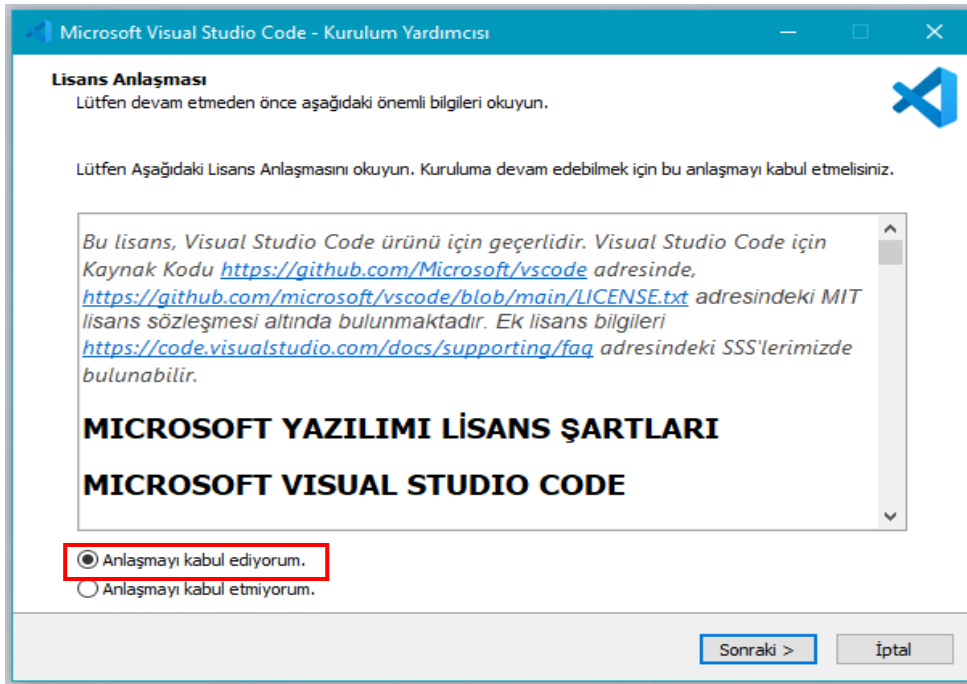 Microsoft Visual Studio Code - Kurulum Yardımcısı
Lisans Anlaşması
Lütfen devam etmeden önce aşağıdaki önemli bilgileri okuyun.
Lütfen Aşağıdaki Lisans Anlaşmasını okuyun. Kuruluma devam edebilmek için bu anlaşmayı kabul etmelisiniz.
Bu lisans, Visual Studio Code ürünü için geçerlidir. Visual Studio Code için
Kaynak Kodu https://github.com/Microsoft/vscode adresinde,
https://github.com/microsoft/vscode/blob/main/LICENSE.txt adresindeki MIT
lisans sözleşmesi altında bulunmaktadır. Ek lisans bilgileri
https://code.visualstudio.com/docs/supporting/faq adresindeki SSS'lerimizde
bulunabilir.
MICROSOFT YAZILIMI LİSANS ŞARTLARI
MICROSOFT VISUAL STUDIO CODE
Anlaşmayı kabul ediyorum.
Anlaşmayı kabul etmiyorum.
Sonraki >
İptal